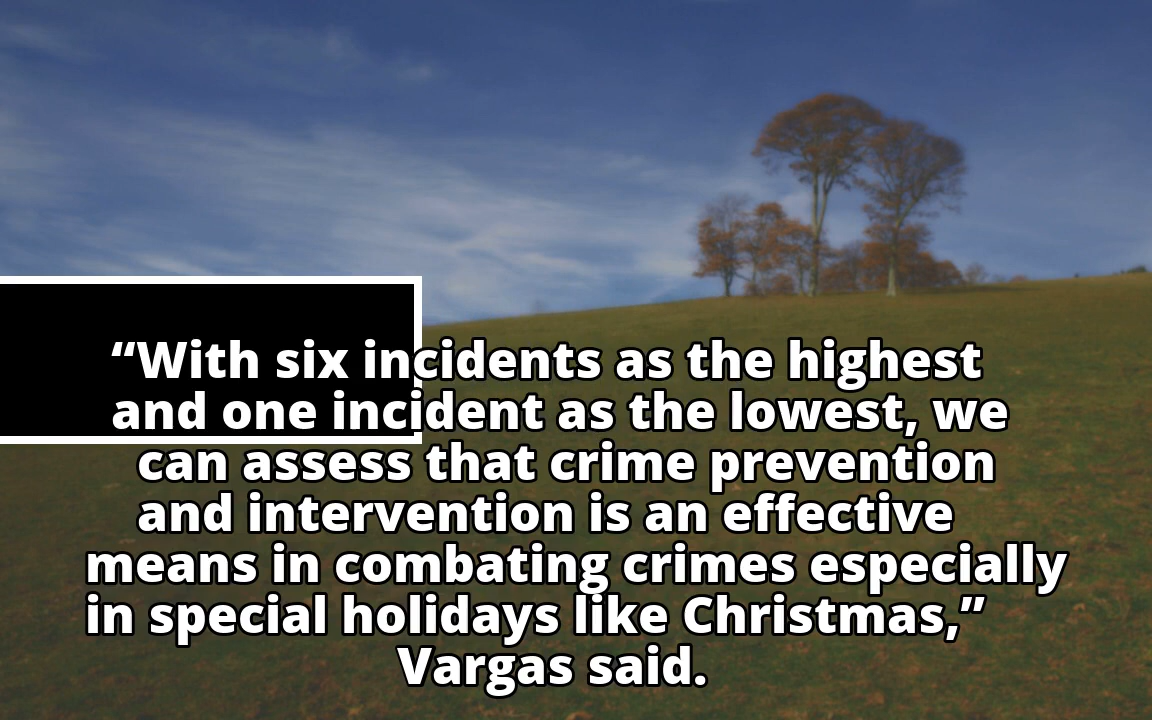 “With six incidents as the highest
and one incident as the lowest, we
can assess that crime prevention
and intervention is an effective
means in combating crimes especially
in special holidays like Christmas,”
Vargas said.